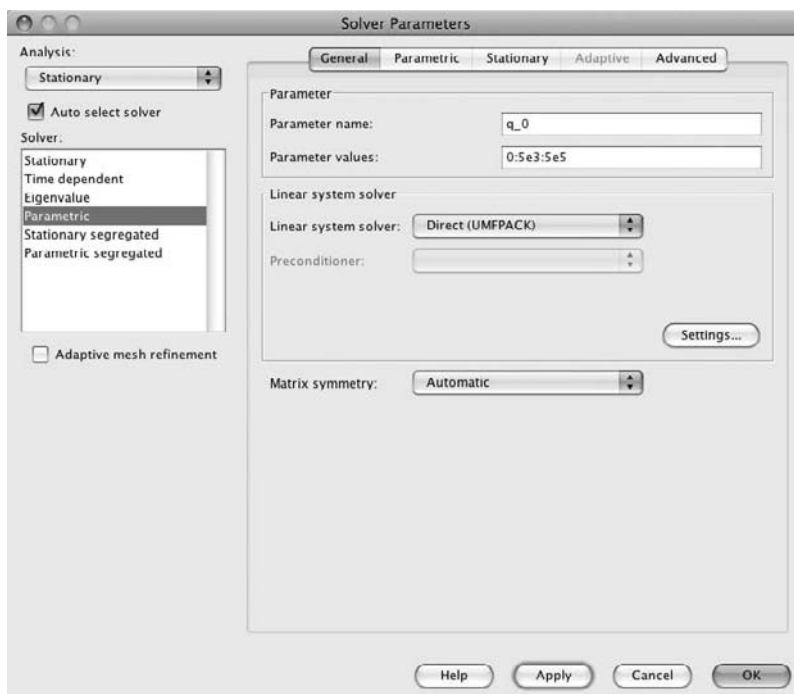 Solver Parameters
Analysis:
Stationary
Auto select solver
Solver:
Stationary
Time dependent
Eigenvalue
Parametric
Stationary segregated
Parametric segregated
Adaptive mesh refinement
General Parametric Stationary Adaptive Advanced
Parameter
Parameter name: q_0
Parameter values: 0:5e3:5e5
Linear system solver
Linear system solver: Direct (UMFPACK)
Preconditioner:
Settings...
Matrix symmetry: Automatic
Help Apply Cancel OK